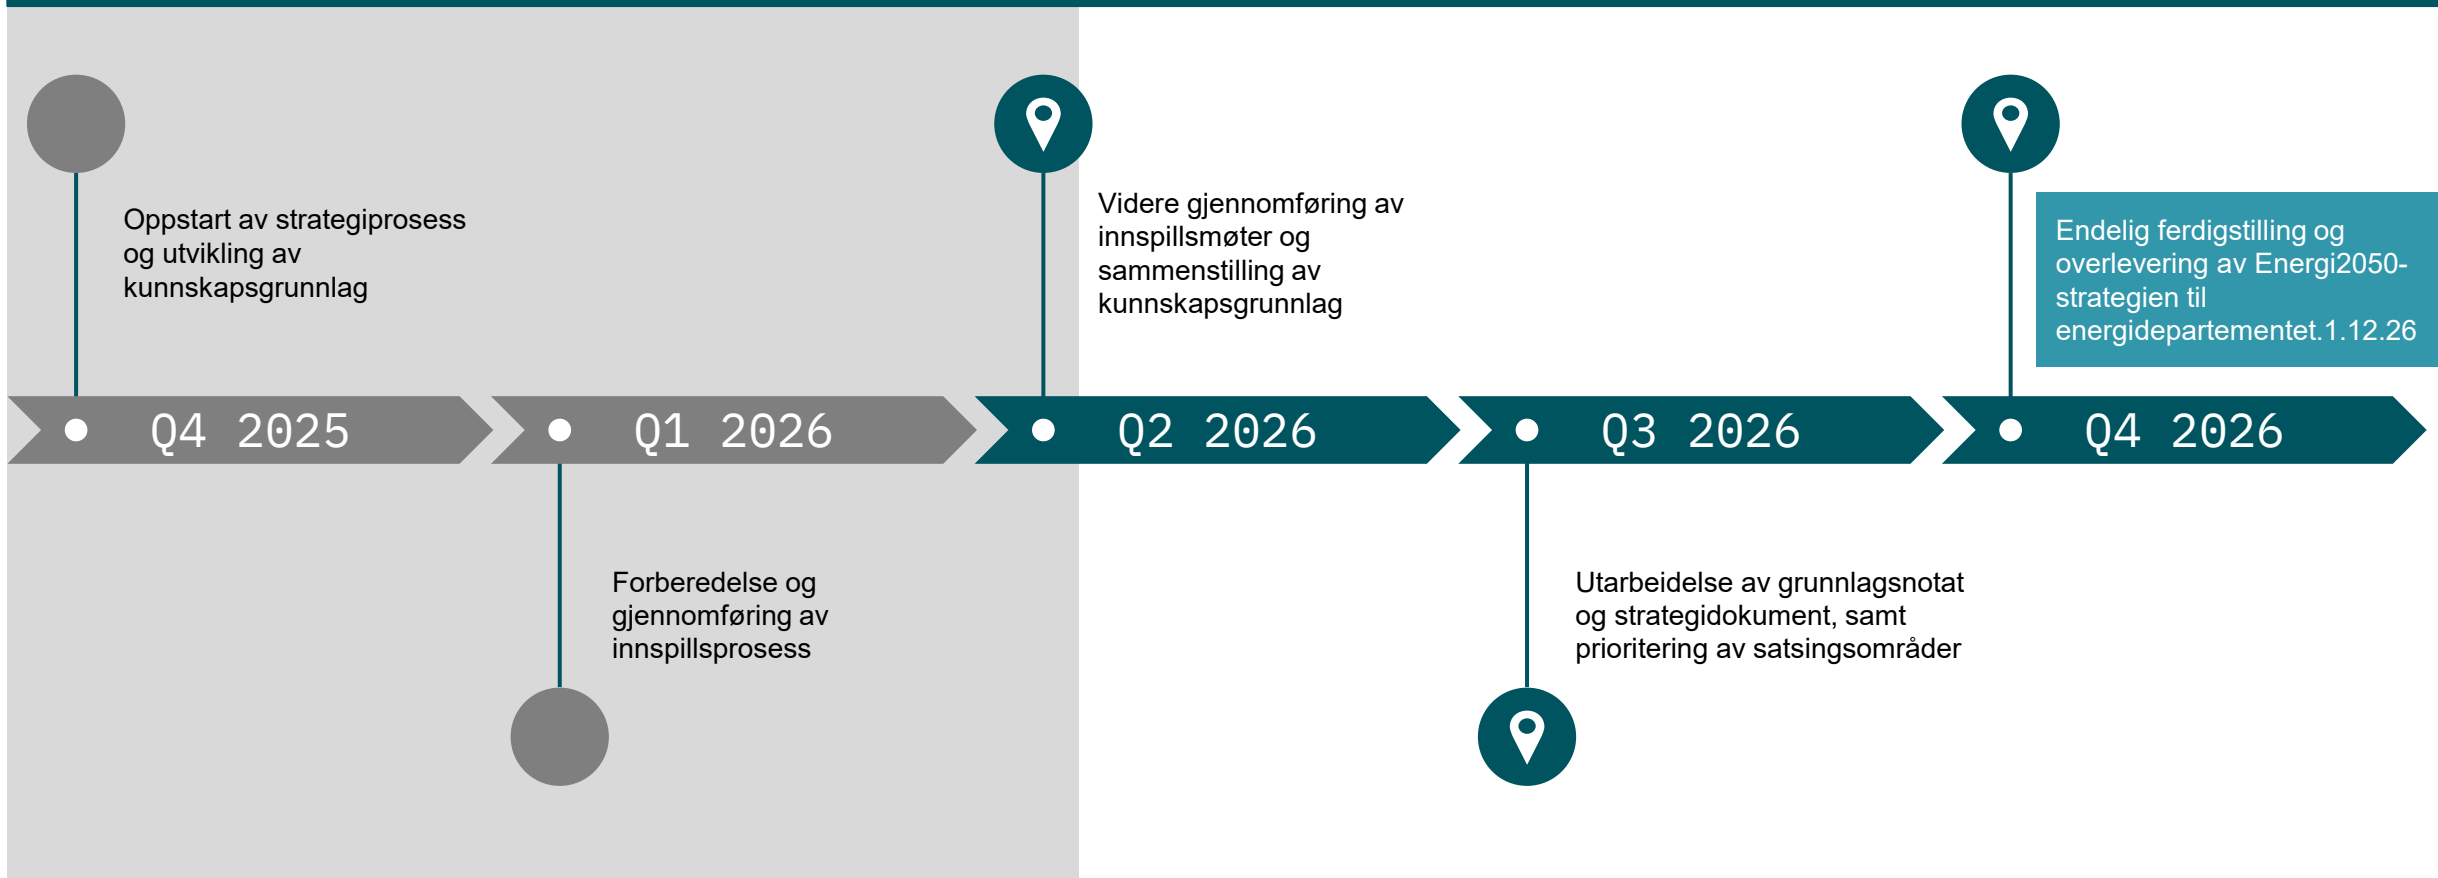 Oppstart av strategiprosess
og utvikling av
kunnskapsgrunnlag
Videre gjennomføring av
innspillsmøter og
sammenstilling av
kunnskapsgrunnlag
Endelig ferdigstilling og
overlevering av Energi2050-
strategien til
energidepartementet.1.12.26
Q4 2025
Q1 2026
Q2 2026
Q3 2026
Q4 2026
Forberedelse og
gjennomføring av
innspillsprosess
Utarbeidelse av grunnlagsnotat
og strategidokument, samt
prioritering av satsingsområder